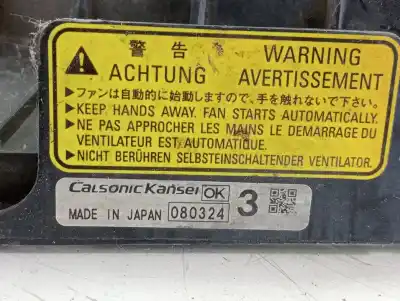 警告 WARNING
ACHTUNG AVERTISSEMENT
▶ファンは自動的に始動しますので、手を触れないで下さい。
▶KEEP HANDS AWAY. FAN STARTS AUTOMATICALLY.
▶NE PAS APPROCHER LES MAINS LE DEMARRAGE DU
VENTILATEUR EST AUTOMATIQUE.
▶NICHT BERÜHREN SELBSTEINSCHALTENDER VENTILATOR.
CALSONIC KANSEI OK
MADE IN JAPAN 080324 3